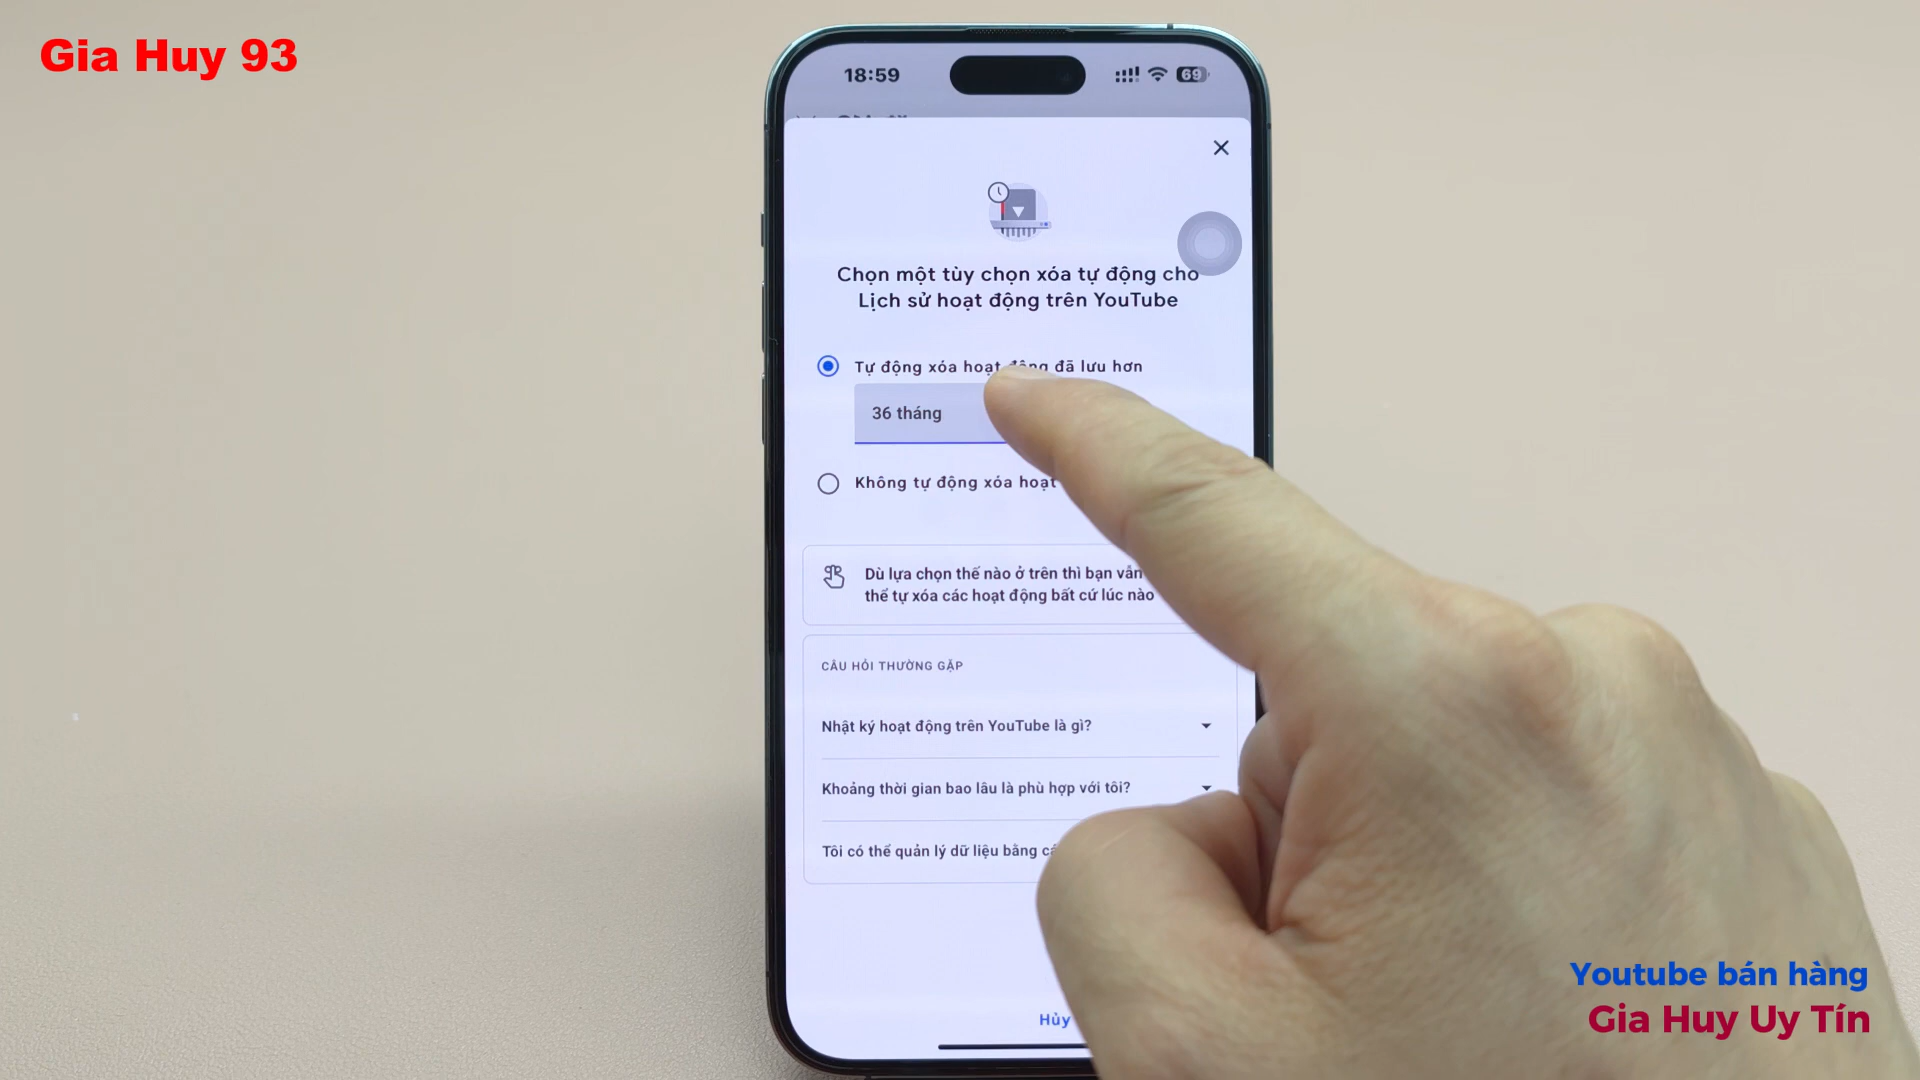 Gia Huy 93
18:59
69
Chọn một tùy chọn xóa tự động cho
Lịch sử hoạt động trên YouTube
Tự động xóa hoạt động đã lưu hơn
36 tháng
Không tự động xóa hoạt
Dù lựa chọn thế nào ở trên thì bạn vẫn
thể tự xóa các hoạt động bất cứ lúc nào
CÂU HỎI THƯỜNG GẶP
Nhật ký hoạt động trên YouTube là gì?
Khoảng thời gian bao lâu là phù hợp với tôi?
Tôi có thể quản lý dữ liệu bằng
Hủy
Youtube bán hàng
Gia Huy Uy Tín